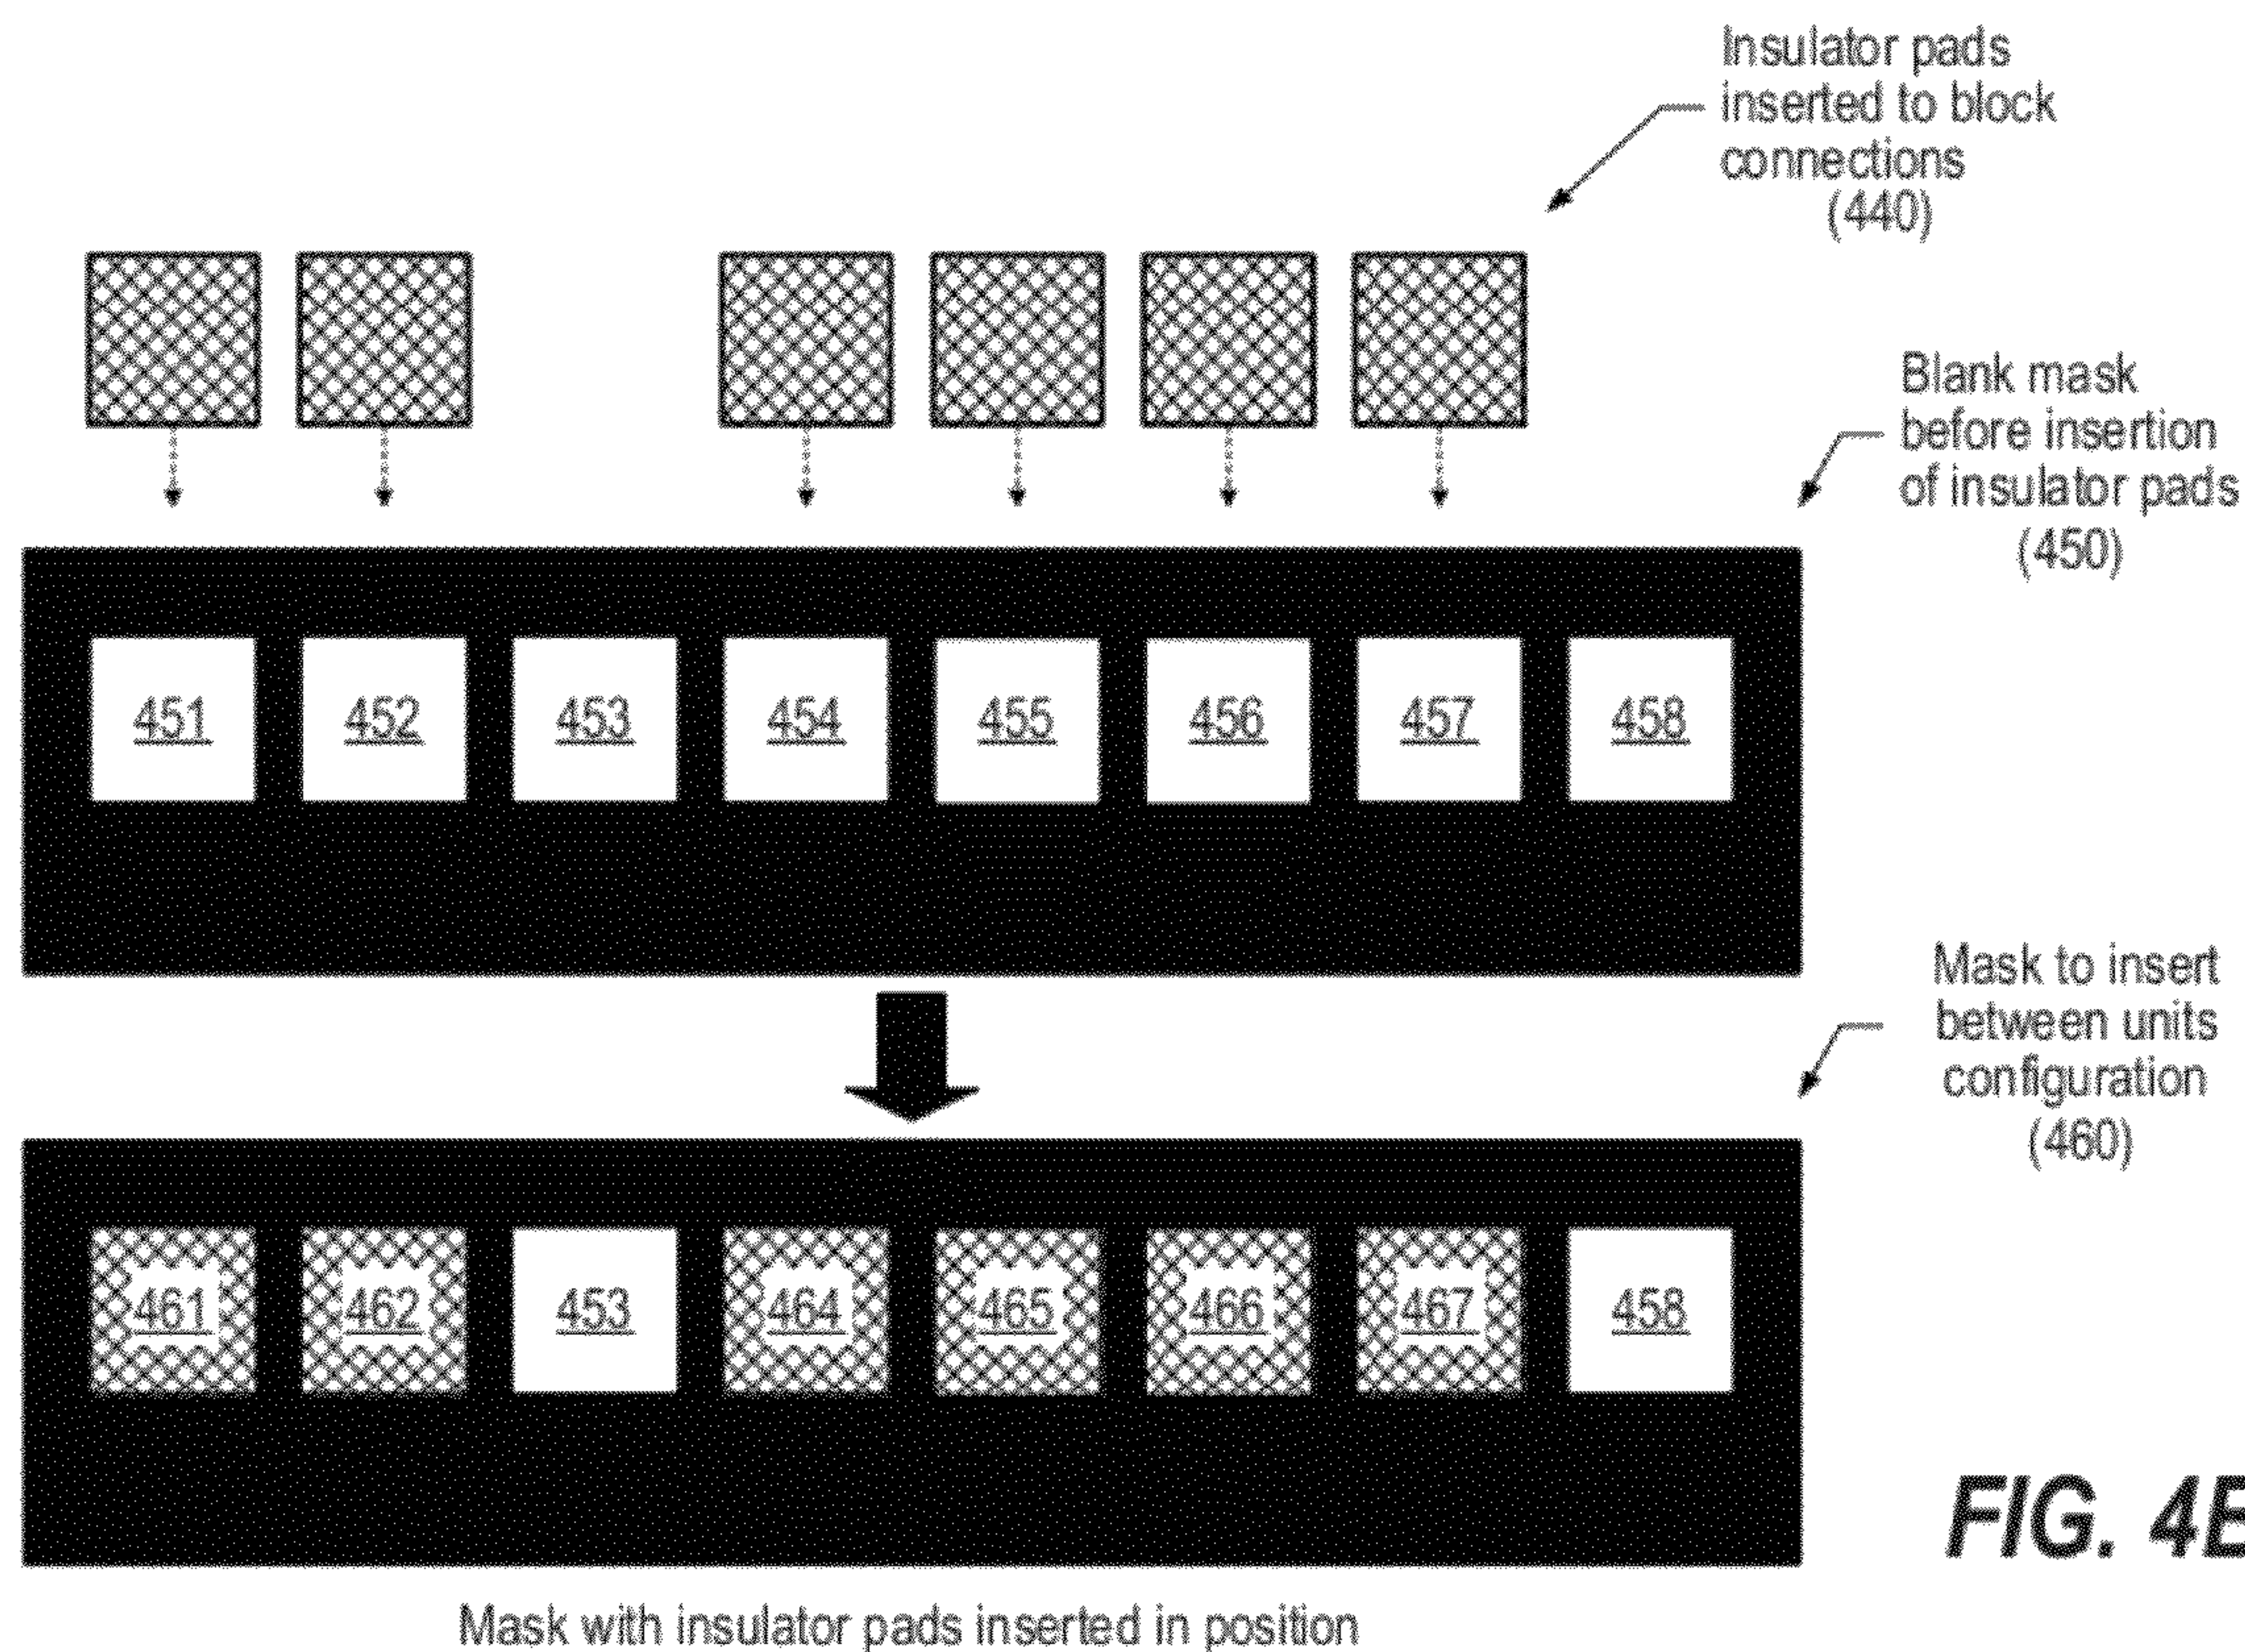 Insulator pads
inserted to block
connections
(440)
Blank mask
before insertion
of insulator pads
(450)
451 452 453 454 455 456 457 458
Mask to insert
between units
configuration
(460)
461 462 453 464 465 466 467 458
FIG. 4B
Mask with insulator pads inserted in position